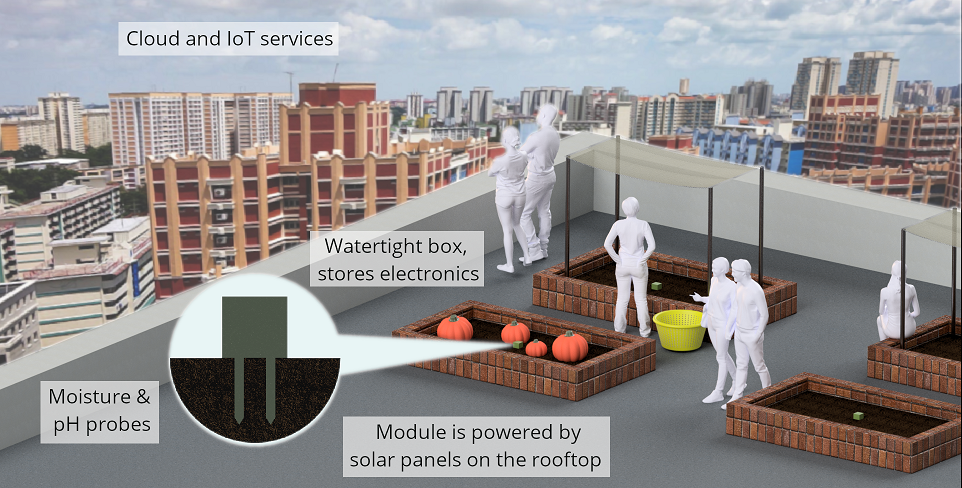 Cloud and IoT services
Watertight box,
stores electronics
Moisture &
pH probes
Module is powered by
solar panels on the rooftop